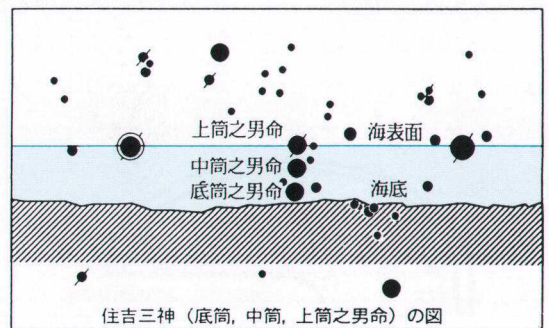 上筒之男命
海表面
中筒之男命
底筒之男命
海底
住吉三神（底筒，中筒，上筒之男命）の図